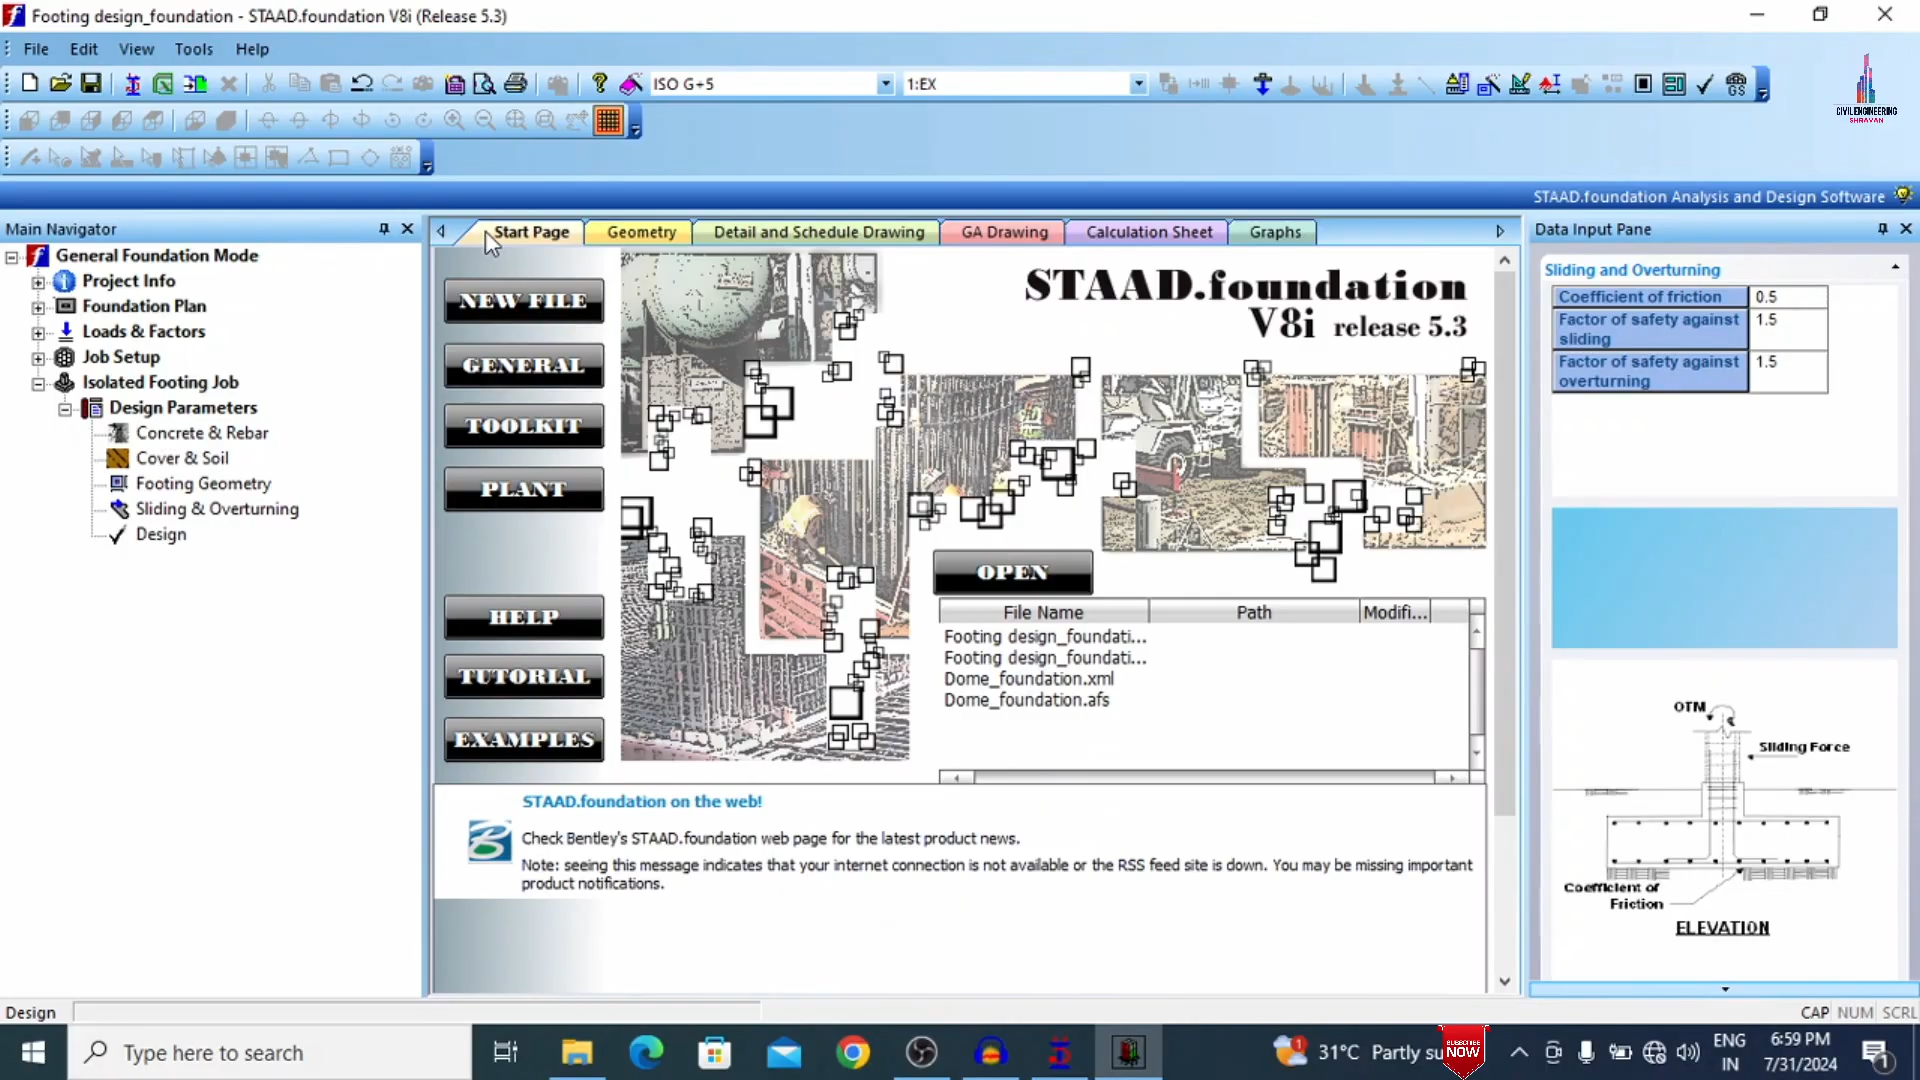 Footing design_foundation - STAAD.foundation V8i (Release 5.3)
File Edit View Tools Help
ISO G+5
1:EX
GS
CIVIL ENGINEERING
SHRAVAN
STAAD.foundation Analysis and Design Software
Main Navigator
General Foundation Mode
Project Info
Foundation Plan
Loads & Factors
Job Setup
Isolated Footing Job
Design Parameters
Concrete & Rebar
Cover & Soil
Footing Geometry
Sliding & Overturning
Design
Start Page Geometry Detail and Schedule Drawing GA Drawing Calculation Sheet Graphs
STAAD.foundation
V8i release 5.3
NEW FILE
GENERAL
TOOLKIT
PLANT
HELP
TUTORIAL
EXAMPLES
OPEN
File Name Path Modifi...
Footing design_foundati...
Footing design_foundati...
Dome_foundation.xml
Dome_foundation.afs
STAAD.foundation on the web!
Check Bentley's STAAD.foundation web page for the latest product news.
Note: seeing this message indicates that your internet connection is not available or the RSS feed site is down. You may be missing important
product notifications.
Data Input Pane
Sliding and Overturning
Coefficient of friction 0.5
Factor of safety against
sliding
1.5
Factor of safety against
overturning
1.5
OTM
Sliding Force
Coefficient of
Friction
ELEVATION
Design
CAP NUM SCRL
Type here to search
1
31°C Partly su
SUBSCRIBE
NOW
ENG
IN
6:59 PM
7/31/2024
1